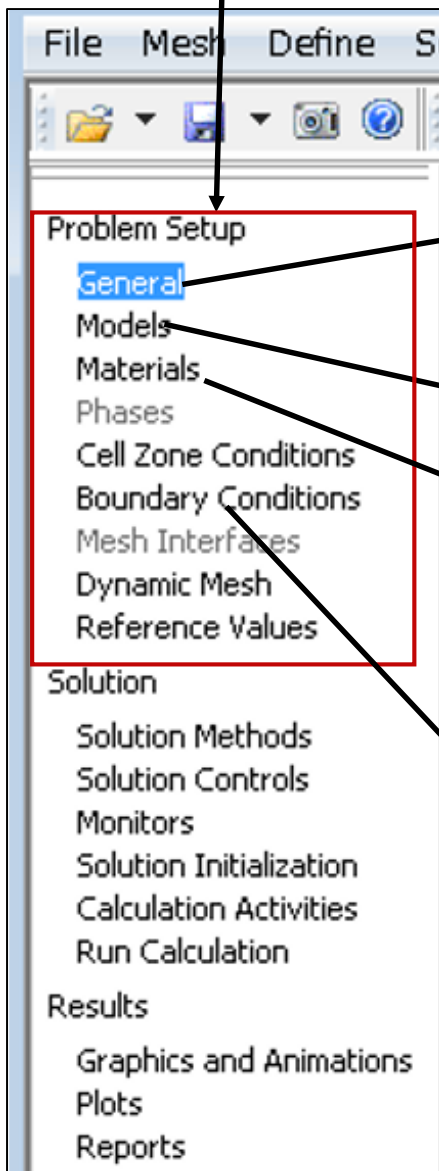 File Mesh Define S
Problem Setup
General
Models
Materials
Phases
Cell Zone Conditions
Boundary Conditions
Mesh Interfaces
Dynamic Mesh
Reference Values
Solution
Solution Methods
Solution Controls
Monitors
Solution Initialization
Calculation Activities
Run Calculation
Results
Graphics and Animations
Plots
Reports